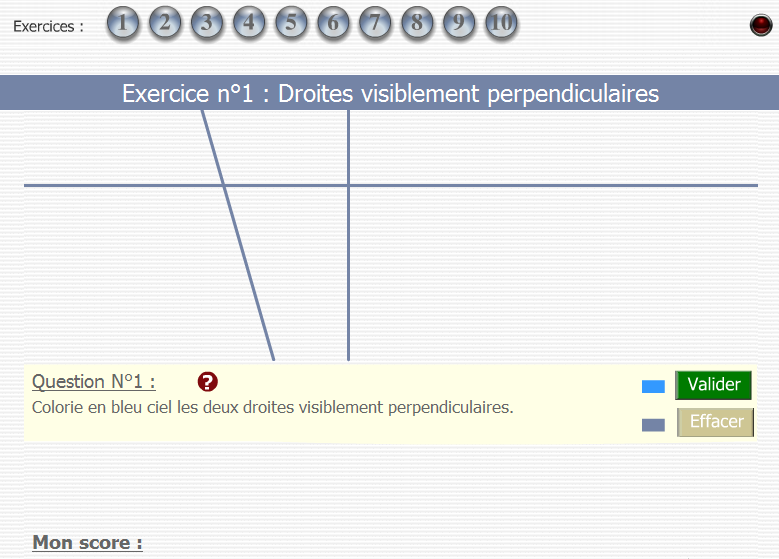 Exercices : 1 2 3 4 5 6 7 8 9 10
Exercice n°1 : Droites visiblement perpendiculaires
Question N°1 : ?
Colorie en bleu ciel les deux droites visiblement perpendiculaires.
Valider
Effacer
Mon score :